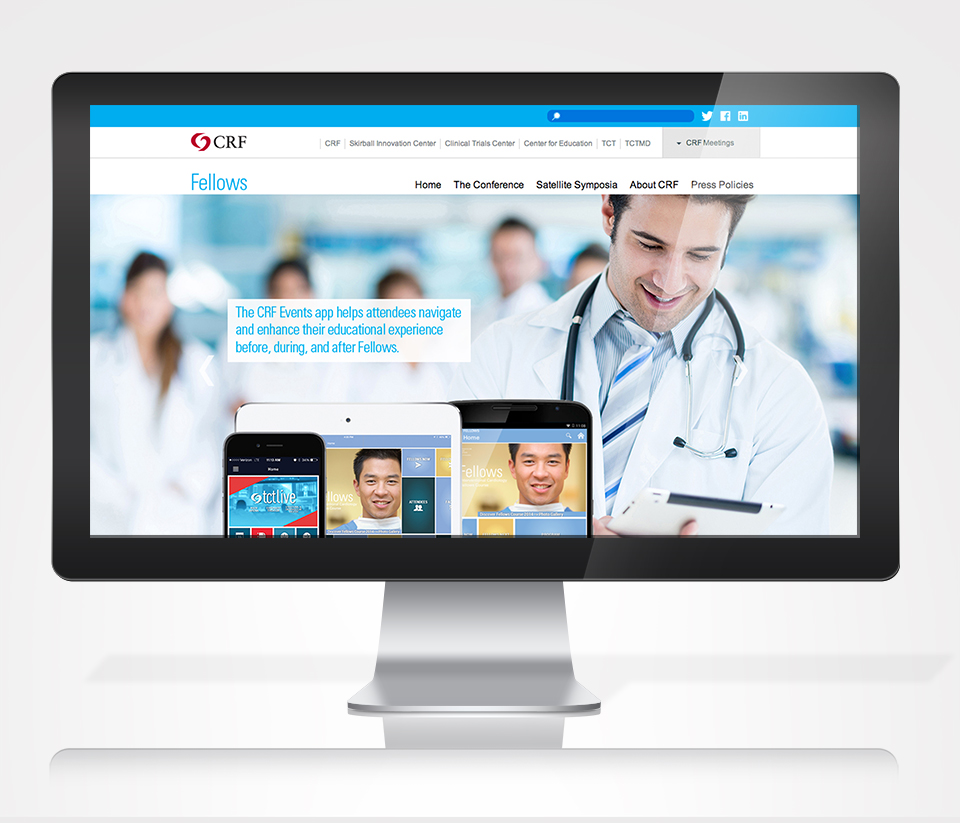 CRF
CRF
Skirball Innovation Center
Clinical Trials Center
Center for Education
TCT
TCTMD
CRF Meetings
Fellows
Home
The Conference
Satellite Symposia
About CRF
Press Policies
The CRF Events app helps attendees navigate
and enhance their educational experience
before, during, and after Fellows.
Home
tctlive
FELLOWS NOW
ATTENDEES
Home
Fellows